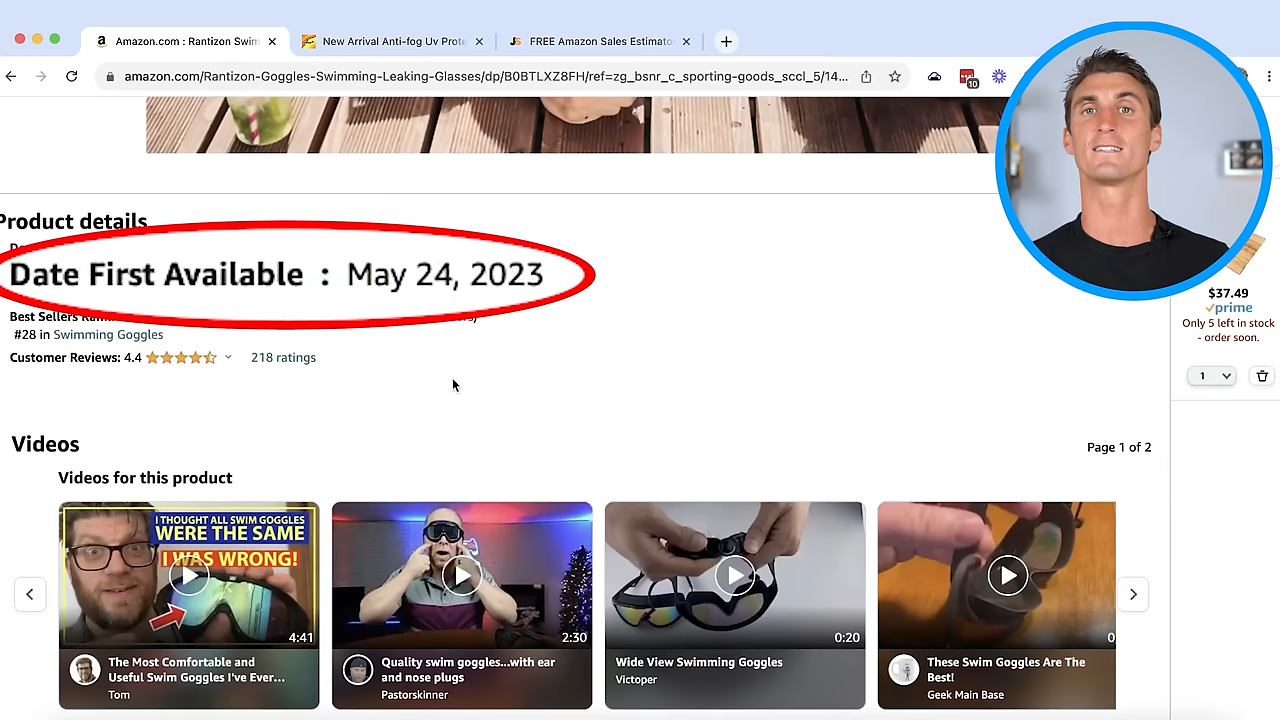 Amazon.com : Rantizon Swim
New Arrival Anti-fog Uv Prote
FREE Amazon Sales Estimato
amazon.com/Rantizon-Goggles-Swimming-Leaking-Glasses/dp/B0BTLXZ8FH/ref=zg_bsnr_c_sporting-goods_sccl_5/14...
10
Product details
Date First Available : May 24, 2023
Best Sellers Rank
#28 in Swimming Goggles
Customer Reviews: 4.4
218 ratings
$37.49
prime
Only 5 left in stock
- order soon.
1
Videos
Page 1 of 2
Videos for this product
I THOUGHT ALL SWIM GOGGLES
WERE THE SAME
I WAS WRONG!
4:41
The Most Comfortable and
Useful Swim Goggles I've Ever...
Tom
2:30
Quality swim goggles...with ear
and nose plugs
Pastorskinner
0:20
Wide View Swimming Goggles
Victoper
0
These Swim Goggles Are The
Best!
Geek Main Base